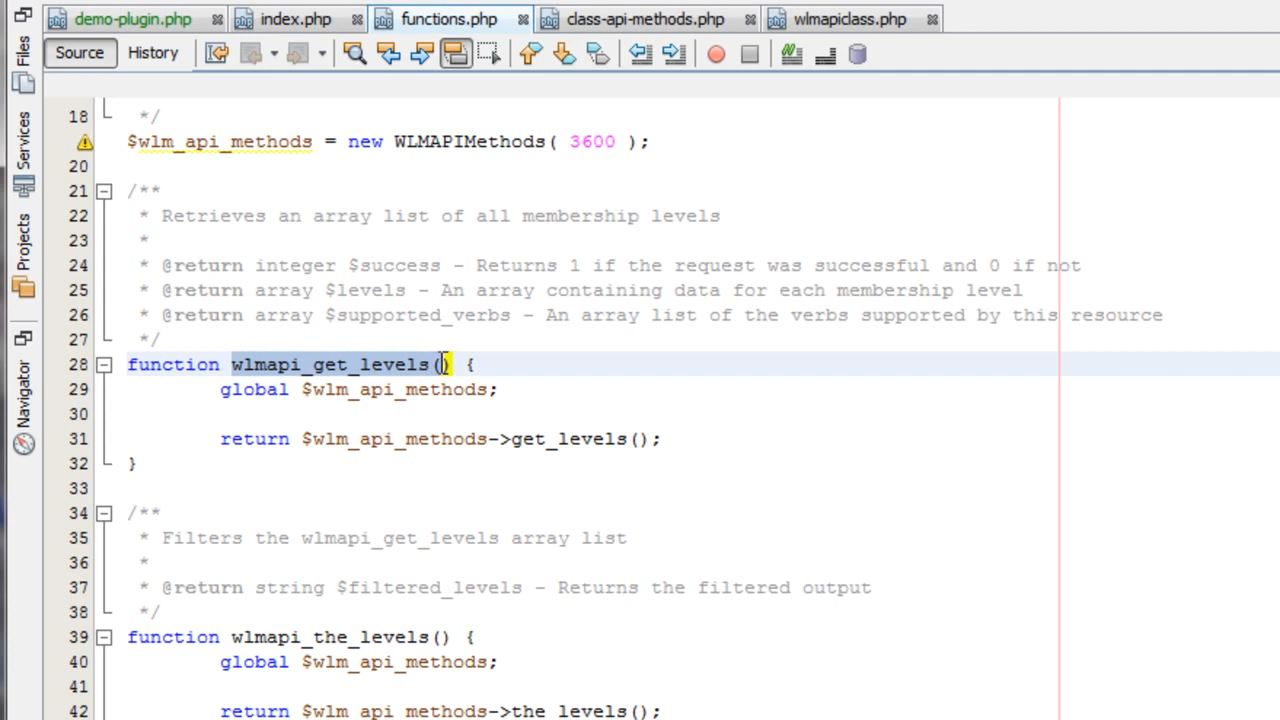 demo-plugin.php index.php functions.php class-api-methods.php wlmapiclass.php
Source History
Files
Services
Projects
Navigator
18 */
$wlm_api_methods = new WLMAPIMethods( 3600 );
20
21 /**
22 * Retrieves an array list of all membership levels
23 *
24 * @return integer $success - Returns 1 if the request was successful and 0 if not
25 * @return array $levels - An array containing data for each membership level
26 * @return array $supported_verbs - An array list of the verbs supported by this resource
27 */
28 function wlmapi_get_levels() {
29 global $wlm_api_methods;
30
31 return $wlm_api_methods->get_levels();
32 }
33
34 /**
35 * Filters the wlmapi_get_levels array list
36 *
37 * @return string $filtered_levels - Returns the filtered output
38 */
39 function wlmapi_the_levels() {
40 global $wlm_api_methods;
41
42 return $wlm_api_methods->the_levels();